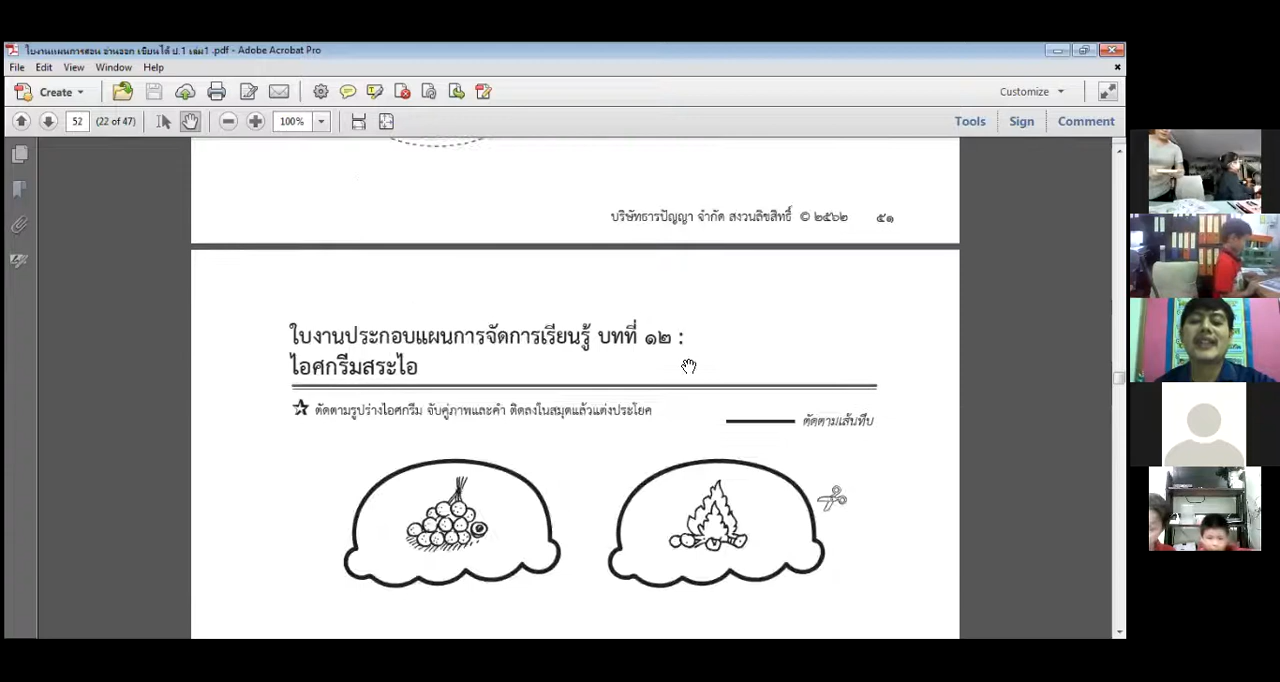 ใบงานแผนการสอน อ่านออก เขียนได้ ป.1 เล่ม1 .pdf - Adobe Acrobat Pro
File Edit View Window Help
Create Customize
52 (22 of 47) 100% Tools Sign Comment
บริษัทธารปัญญา จำกัด สงวนลิขสิทธิ์ © ๒๕๖๒ ๕๑
ใบงานประกอบแผนการจัดการเรียนรู้ บทที่ ๑๒ :
ไอศกรีมสระไอ
ตัดตามรูปร่างไอศกรีม จับคู่ภาพและคำ ติดลงในสมุดแล้วแต่งประโยค
ตัดตามเส้นทึบ